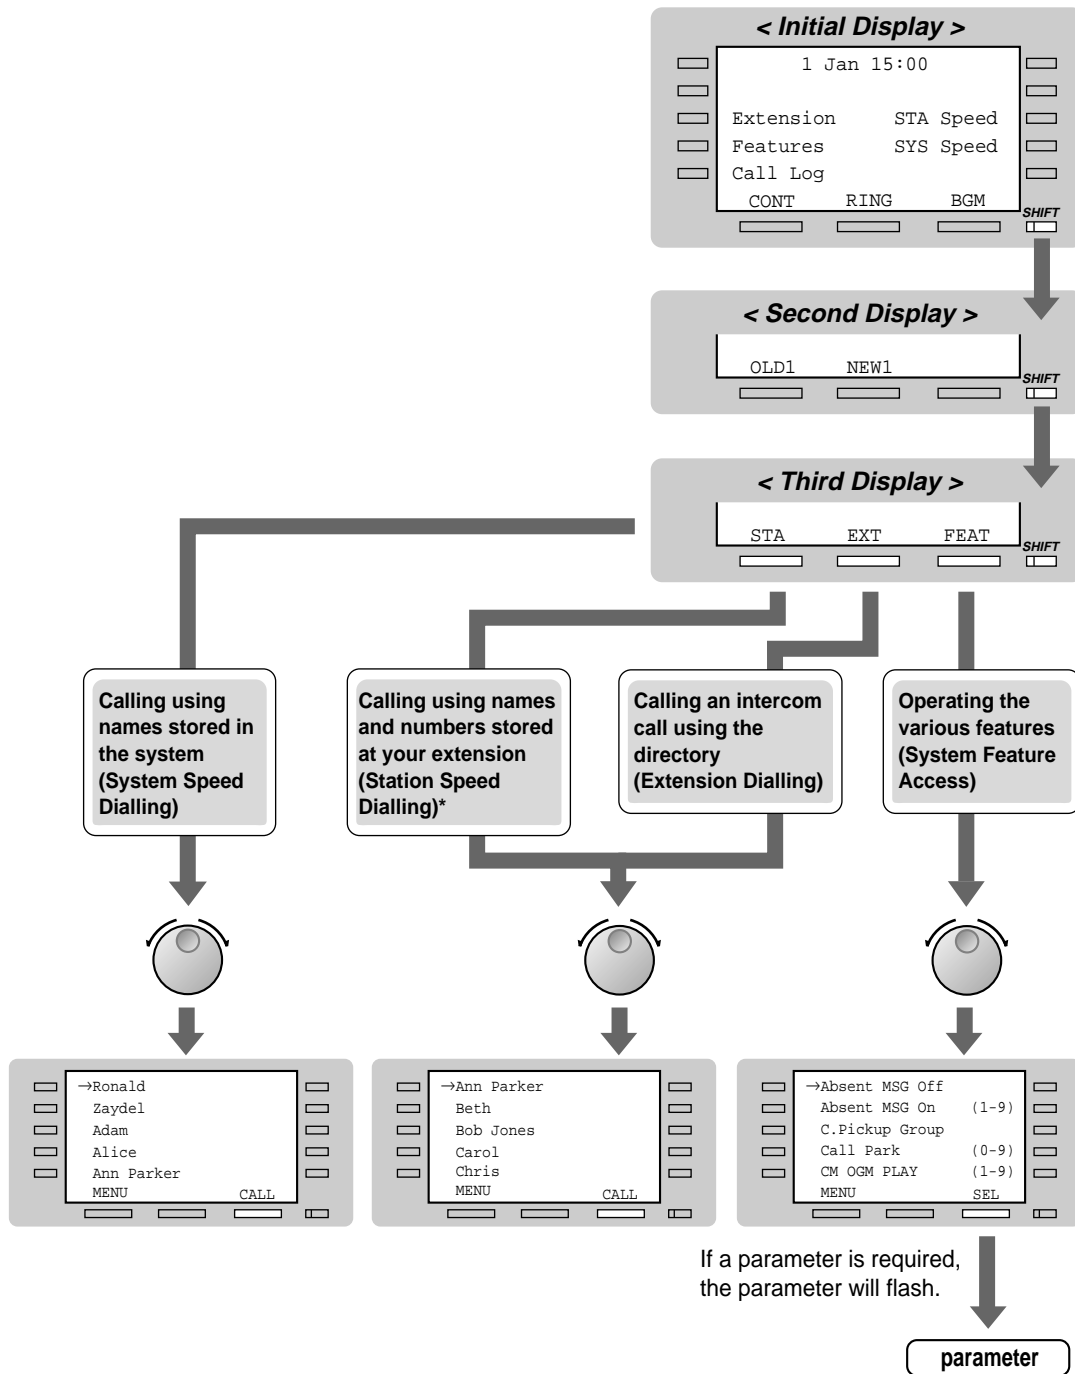 < Initial Display >
1 Jan 15:00
Extension STA Speed
Features SYS Speed
Call Log
CONT RING BGM
SHIFT
< Second Display >
OLD1 NEW1
SHIFT
< Third Display >
STA EXT FEAT
SHIFT
Calling using
names stored in
the system
(System Speed
Dialling)
Calling using names
and numbers stored
at your extension
(Station Speed
Dialling)*
Calling an intercom
call using the
directory
(Extension Dialling)
Operating the
various features
(System Feature
Access)
→Ronald
Zaydel
Adam
Alice
Ann Parker
MENU CALL
→Ann Parker
Beth
Bob Jones
Carol
Chris
MENU CALL
→Absent MSG Off
Absent MSG On (1-9)
C.Pickup Group
Call Park (0-9)
CM OGM PLAY (1-9)
MENU SEL
If a parameter is required,
the parameter will flash.
parameter